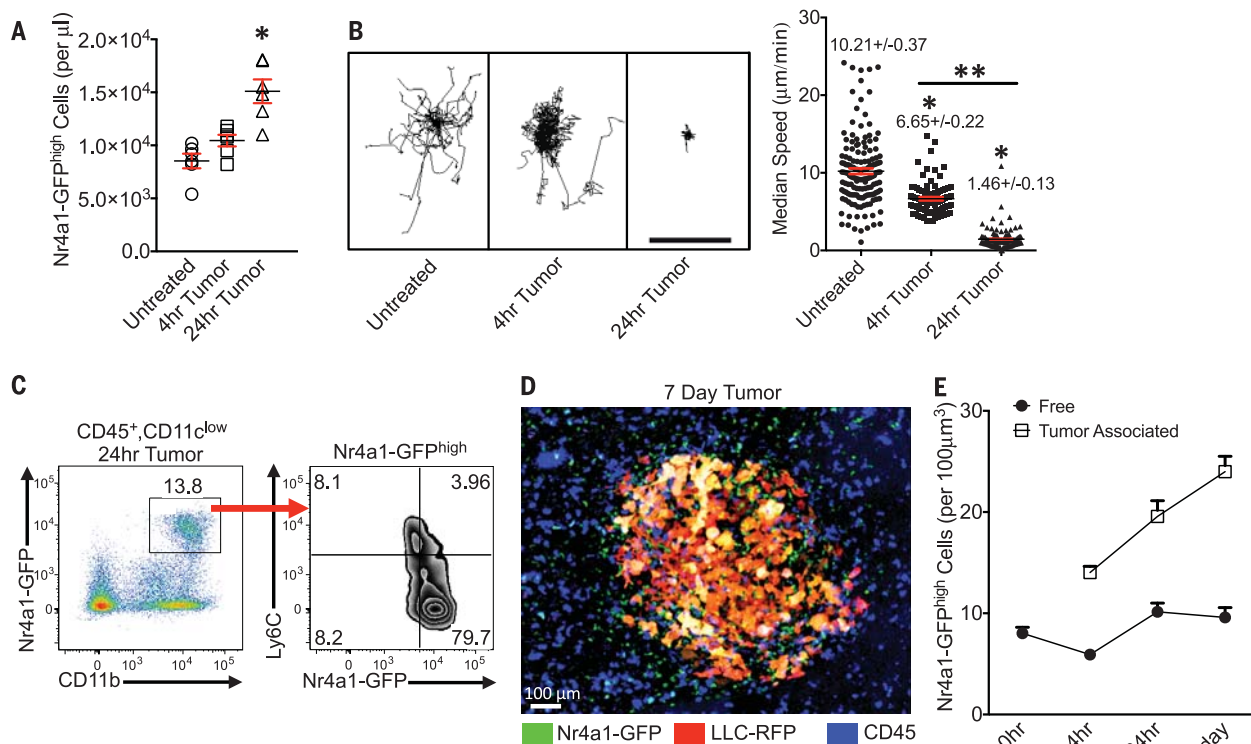 A
Nr4a1-GFPhigh Cells (per µl)
2.0×10⁴
1.5×10⁴
1.0×10⁴
5.0×10³
0.0
*
Untreated
4hr Tumor
24hr Tumor
B
Untreated
4hr Tumor
24hr Tumor
Median Speed (µm/min)
30
20
10
0
10.21+/-0.37
**
*
6.65+/-0.22
*
1.46+/-0.13
Untreated
4hr Tumor
24hr Tumor
C
CD45⁺,CD11clow
24hr Tumor
13.8
Nr4a1-GFP
10⁵
10⁴
10³
0
0 10³ 10⁴ 10⁵
CD11b
Nr4a1-GFPhigh
8.1 3.96
8.2 79.7
Ly6C
10⁵
10⁴
10³
0
0 10³ 10⁴ 10⁵
Nr4a1-GFP
D
7 Day Tumor
100 µm
Nr4a1-GFP LLC-RFP CD45
E
Free
Tumor Associated
Nr4a1-GFPhigh Cells (per 100µm³)
30
20
10
0
0hr
4hr
day